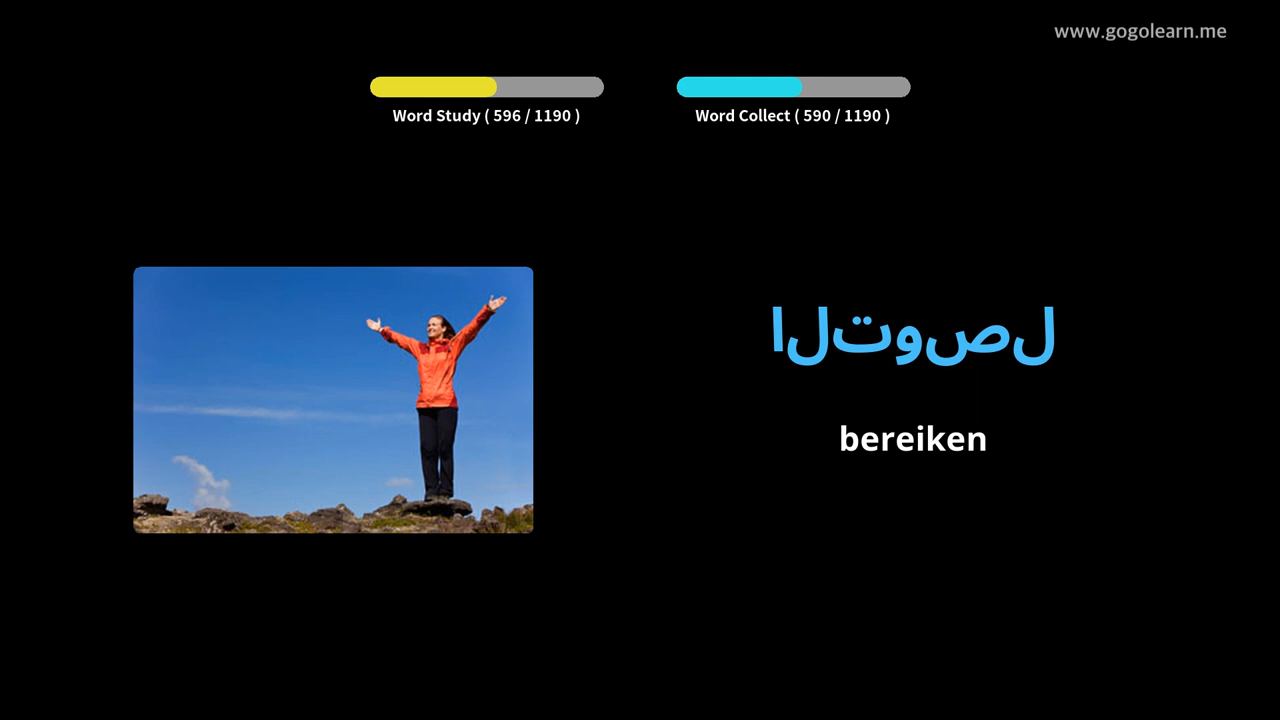 www.gogolearn.me
Word Study ( 596 / 1190 )
Word Collect ( 590 / 1190 )
التوصل
bereiken